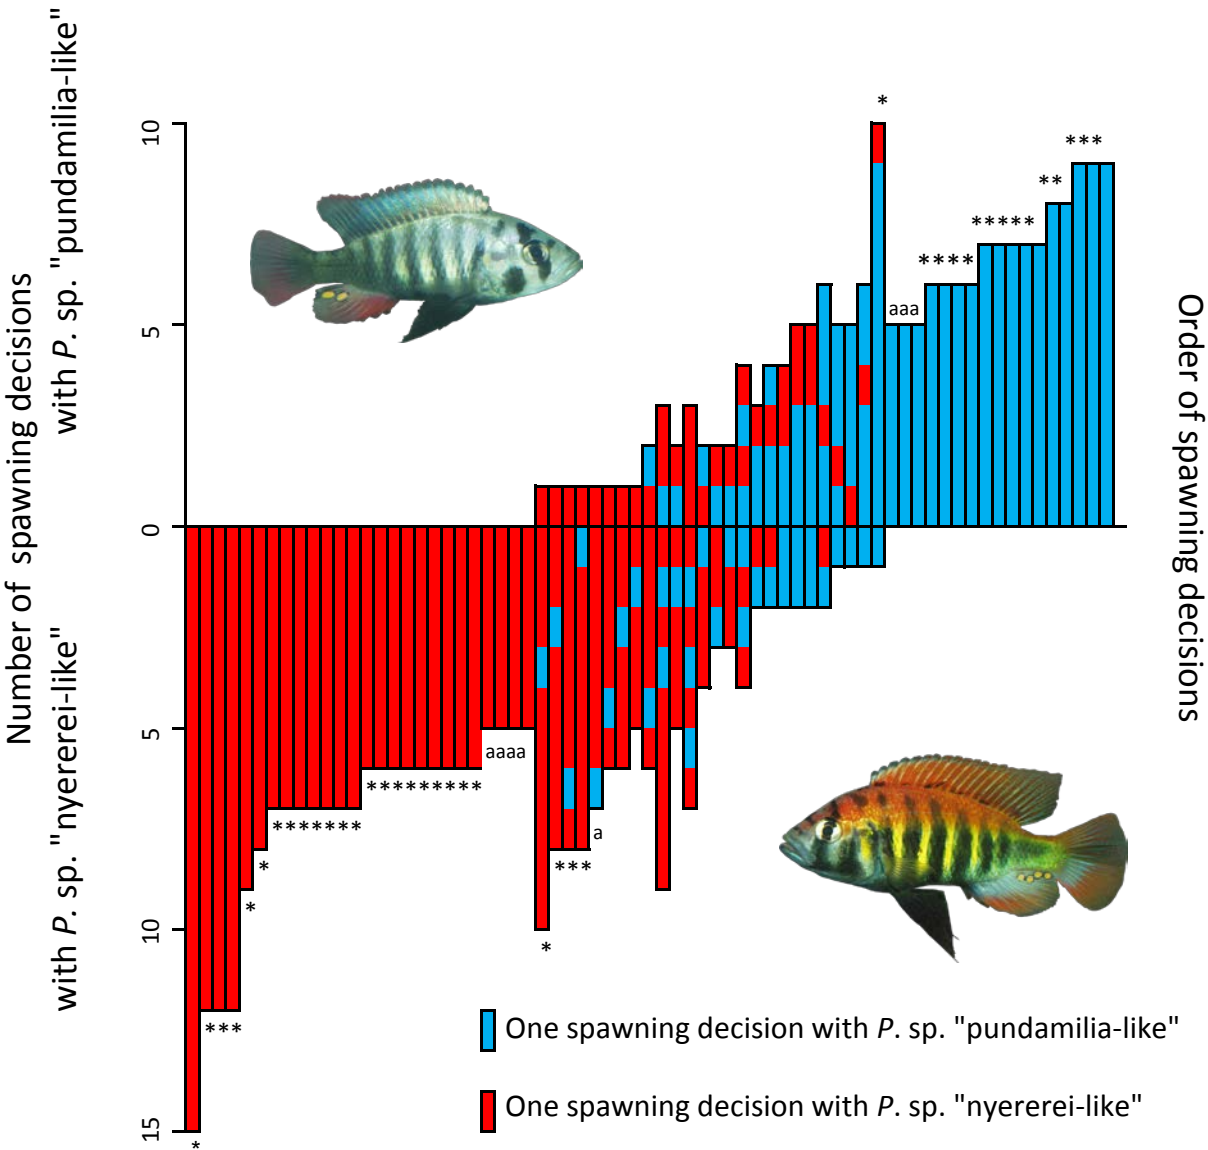 Number of spawning decisions
with P. sp. "nyererei-like" with P. sp. "pundamilia-like"
10
5
0
5
10
15
*
***
**
*****
****
aaa
*
aaaa
*********
*******
*
*
***
*
a
***
*
Order of spawning decisions
One spawning decision with P. sp. "pundamilia-like"
One spawning decision with P. sp. "nyererei-like"